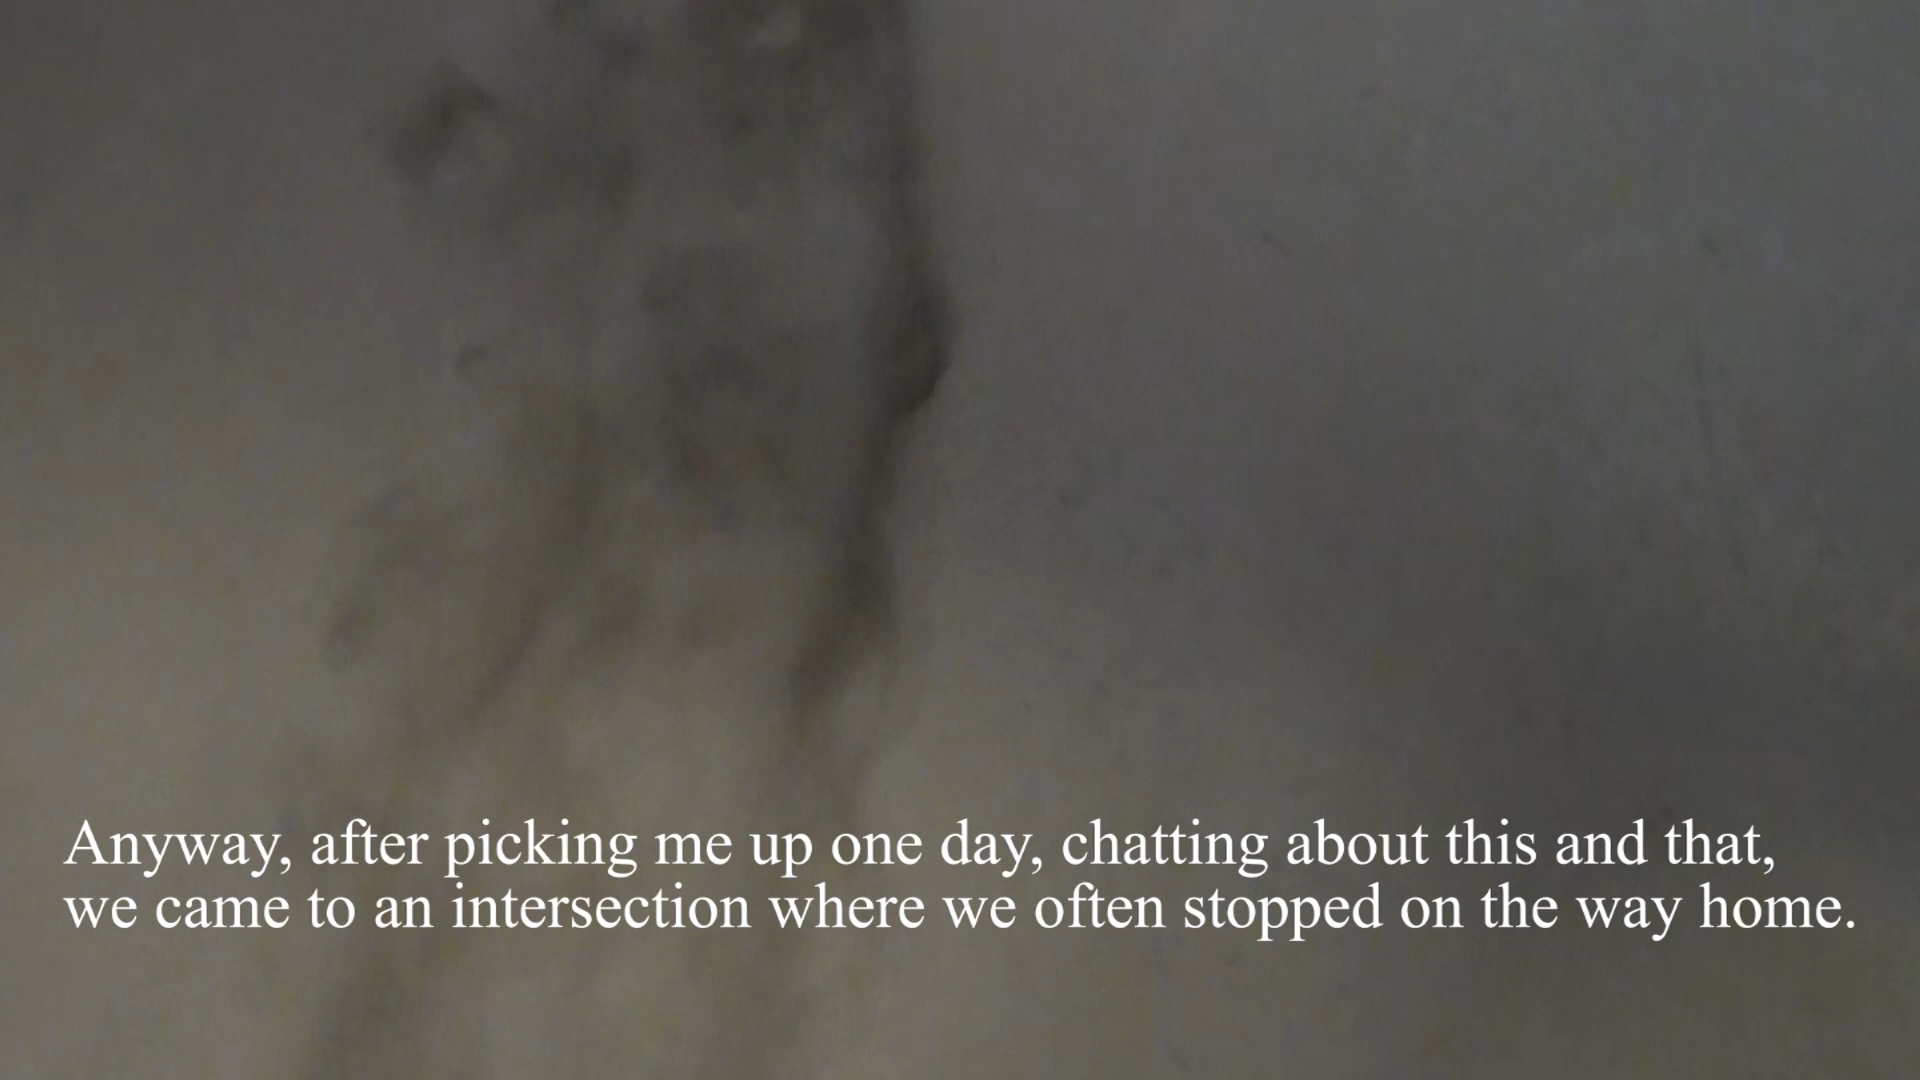 Anyway, after picking me up one day, chatting about this and that,
we came to an intersection where we often stopped on the way home.